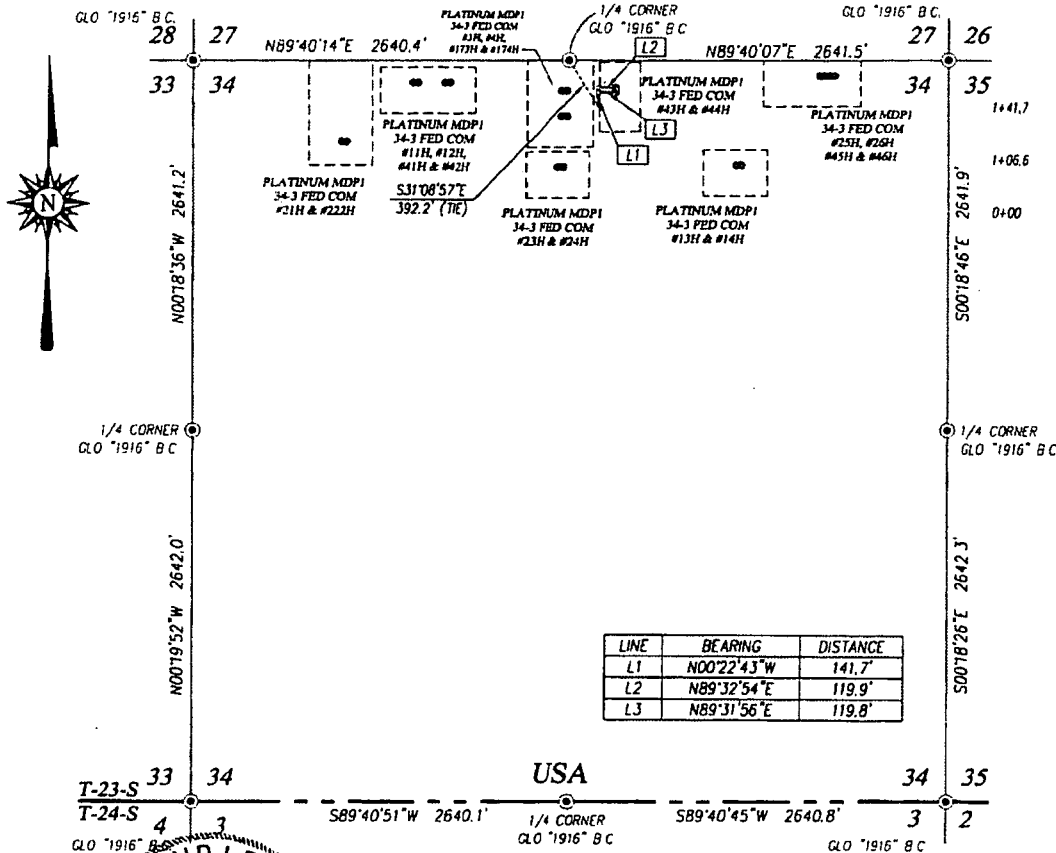 GLO "1916" B.C.
28 27
33 34
N89°40'14"E 2640.4'
1/4 CORNER
GLO "1916" B C
N89°40'07"E 2641.5'
GLO "1916" B.C.
27 26
34 35
PLATINUM MDP1
34-3 FED COM
#3H, #4H,
#173H & #174H
L2
PLATINUM MDP1
34-3 FED COM
#43H & #44H
L3
L1
PLATINUM MDP1
34-3 FED COM
#11H, #12H,
#41H & #42H
PLATINUM MDP1
34-3 FED COM
#25H, #26H
#45H & #46H
PLATINUM MDP1
34-3 FED COM
#21H & #222H
S31°08'57"E
392.2' (TIE)
PLATINUM MDP1
34-3 FED COM
#23H & #24H
PLATINUM MDP1
34-3 FED COM
#13H & #14H
1+41,7
1+06.6
0+00
N
N00°18'36"W 2641.2'
S00°18'46"E 2641.9'
1/4 CORNER
GLO "1916" B C
1/4 CORNER
GLO "1916" B C
N00°19'52"W 2642.0'
S00°18'26"E 2642.3'
LINE BEARING DISTANCE
L1 N00°22'43"W 141.7'
L2 N89°32'54"E 119.9'
L3 N89°31'56"E 119.8'
33 34
T-23-S
T-24-S
4 3
GLO "1916" B
USA
S89°40'51"W 2640.1'
1/4 CORNER
GLO "1916" B C
S89°40'45"W 2640.8'
34 35
3 2
GLO "1916" B C